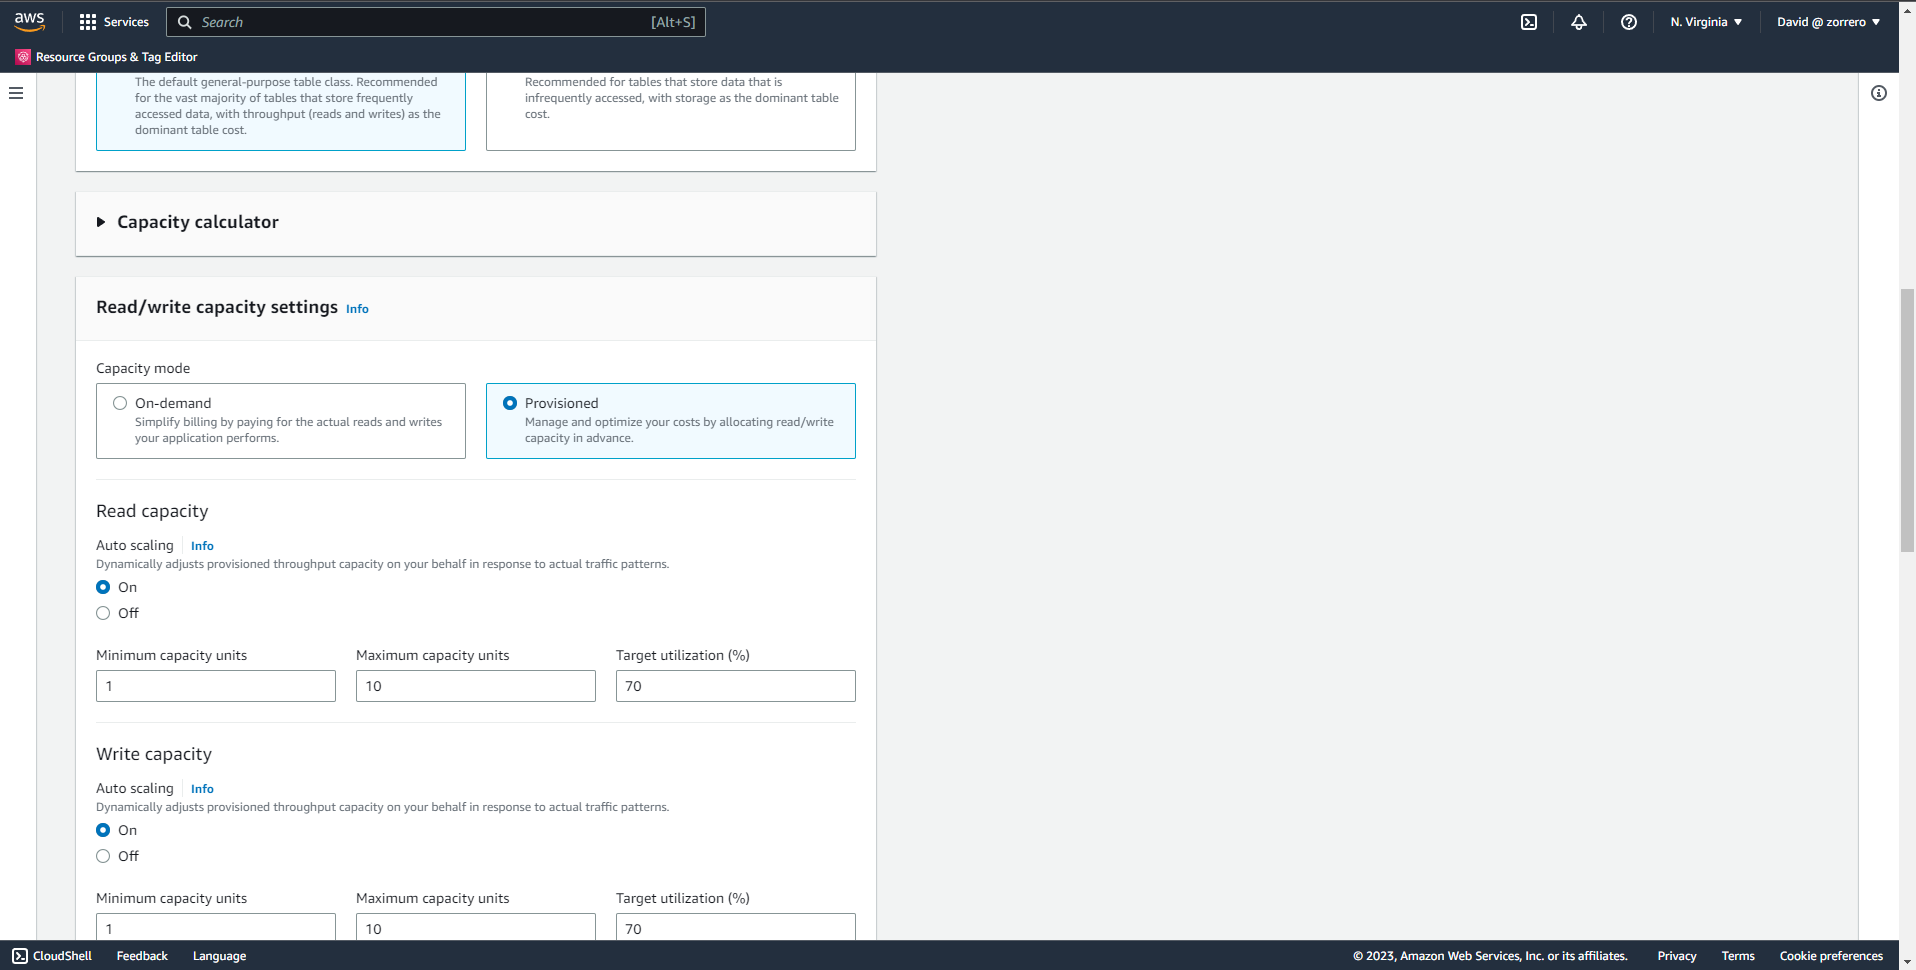 aws
Services
Search
[Alt+S]
N. Virginia
David @ zorrero
Resource Groups & Tag Editor
The default general-purpose table class. Recommended
for the vast majority of tables that store frequently
accessed data, with throughput (reads and writes) as the
dominant table cost.
Recommended for tables that store data that is
infrequently accessed, with storage as the dominant table
cost.
Capacity calculator
Read/write capacity settings Info
Capacity mode
On-demand
Simplify billing by paying for the actual reads and writes
your application performs.
Provisioned
Manage and optimize your costs by allocating read/write
capacity in advance.
Read capacity
Auto scaling Info
Dynamically adjusts provisioned throughput capacity on your behalf in response to actual traffic patterns.
On
Off
Minimum capacity units
Maximum capacity units
Target utilization (%)
1
10
70
Write capacity
Auto scaling Info
Dynamically adjusts provisioned throughput capacity on your behalf in response to actual traffic patterns.
On
Off
Minimum capacity units
Maximum capacity units
Target utilization (%)
1
10
70
CloudShell
Feedback
Language
© 2023, Amazon Web Services, Inc. or its affiliates.
Privacy
Terms
Cookie preferences